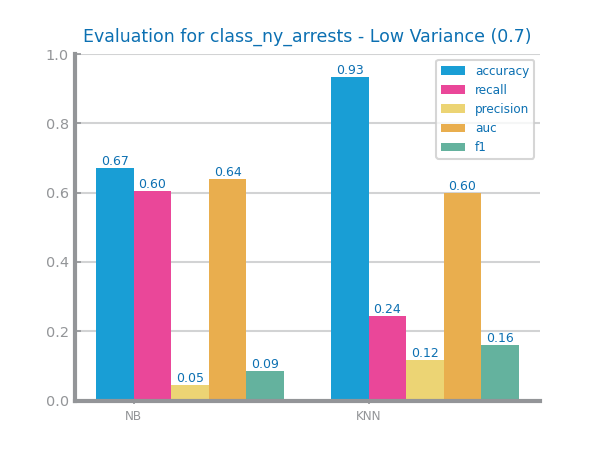 Evaluation for class_ny_arrests - Low Variance (0.7)
1.0
0.8
0.6
0.4
0.2
0.0
accuracy
recall
precision
auc
f1
0.67
0.60
0.05
0.64
0.09
0.93
0.24
0.12
0.60
0.16
NB
KNN